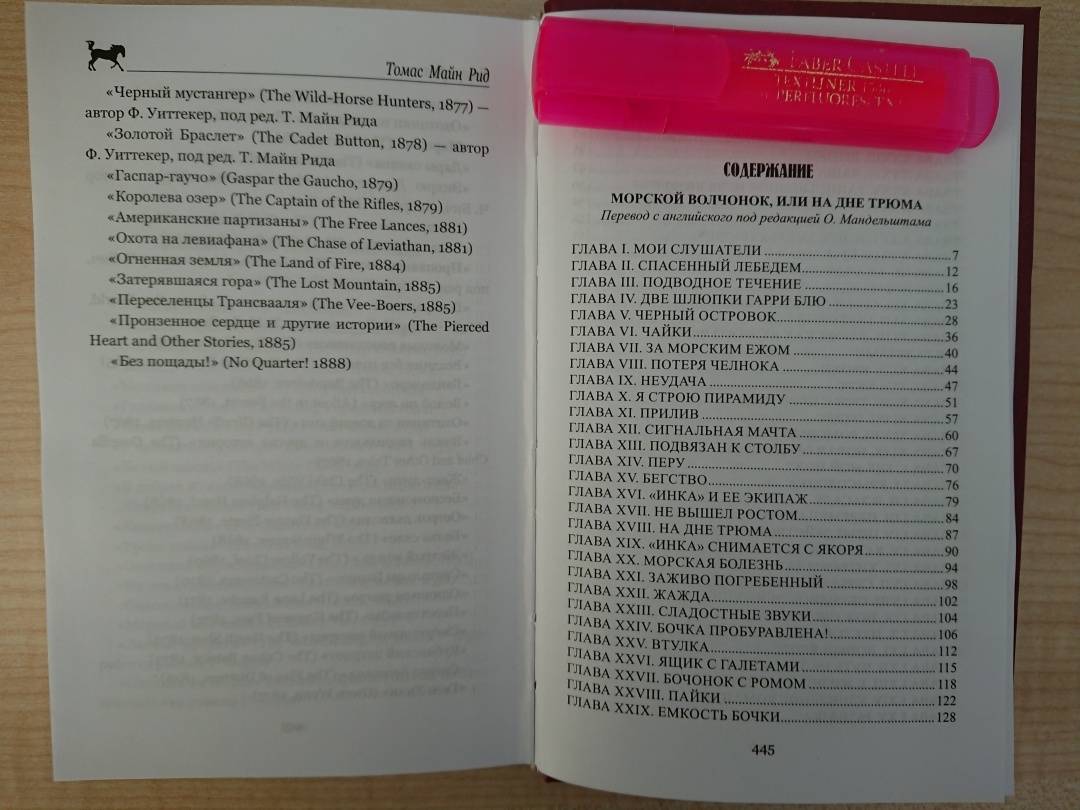 Томас Майн Рид
«Черный мустангер» (The Wild-Horse Hunters, 1877) —
автор Ф. Уиттекер, под ред. Т. Майн Рида
«Золотой Браслет» (The Cadet Button, 1878) — автор
Ф. Уиттекер, под ред. Т. Майн Рида
«Гаспар-гаучо» (Gaspar the Gaucho, 1879)
«Королева озер» (The Captain of the Rifles, 1879)
«Американские партизаны» (The Free Lances, 1881)
«Охота на левиафана» (The Chase of Leviathan, 1881)
«Огненная земля» (The Land of Fire, 1884)
«Затерявшаяся гора» (The Lost Mountain, 1885)
«Переселенцы Трансвааля» (The Vee-Boers, 1885)
«Пронзенное сердце и другие истории» (The Pierced
Heart and Other Stories, 1885)
«Без пощады!» (No Quarter! 1888)
FABER CASTELL
TEXTLINER
СОДЕРЖАНИЕ
МОРСКОЙ ВОЛЧОНОК, ИЛИ НА ДНЕ ТРЮМА
Перевод с английского под редакцией О. Мандельштама
ГЛАВА I. МОИ СЛУШАТЕЛИ 7
ГЛАВА II. СПАСЕННЫЙ ЛЕБЕДЕМ 12
ГЛАВА III. ПОДВОДНОЕ ТЕЧЕНИЕ 16
ГЛАВА IV. ДВЕ ШЛЮПКИ ГАРРИ БЛЮ 23
ГЛАВА V. ЧЕРНЫЙ ОСТРОВОК 28
ГЛАВА VI. ЧАЙКИ 36
ГЛАВА VII. ЗА МОРСКИМ ЕЖОМ 40
ГЛАВА VIII. ПОТЕРЯ ЧЕЛНОКА 44
ГЛАВА IX. НЕУДАЧА 47
ГЛАВА X. Я СТРОЮ ПИРАМИДУ 51
ГЛАВА XI. ПРИЛИВ 57
ГЛАВА XII. СИГНАЛЬНАЯ МАЧТА 60
ГЛАВА XIII. ПОДВЯЗАН К СТОЛБУ 67
ГЛАВА XIV. ПЕРУ 70
ГЛАВА XV. БЕГСТВО 76
ГЛАВА XVI. «ИНКА» И ЕЕ ЭКИПАЖ 79
ГЛАВА XVII. НЕ ВЫШЕЛ РОСТОМ 84
ГЛАВА XVIII. НА ДНЕ ТРЮМА 87
ГЛАВА XIX. «ИНКА» СНИМАЕТСЯ С ЯКОРЯ 90
ГЛАВА XX. МОРСКАЯ БОЛЕЗНЬ 94
ГЛАВА XXI. ЗАЖИВО ПОГРЕБЕННЫЙ 98
ГЛАВА XXII. ЖАЖДА 102
ГЛАВА XXIII. СЛАДОСТНЫЕ ЗВУКИ 104
ГЛАВА XXIV. БОЧКА ПРОБУРАВЛЕНА! 106
ГЛАВА XXV. ВТУЛКА 112
ГЛАВА XXVI. ЯЩИК С ГАЛЕТАМИ 115
ГЛАВА XXVII. БОЧОНОК С РОМОМ 118
ГЛАВА XXVIII. ПАЙКИ 122
ГЛАВА XXIX. ЕМКОСТЬ БОЧКИ 128
445